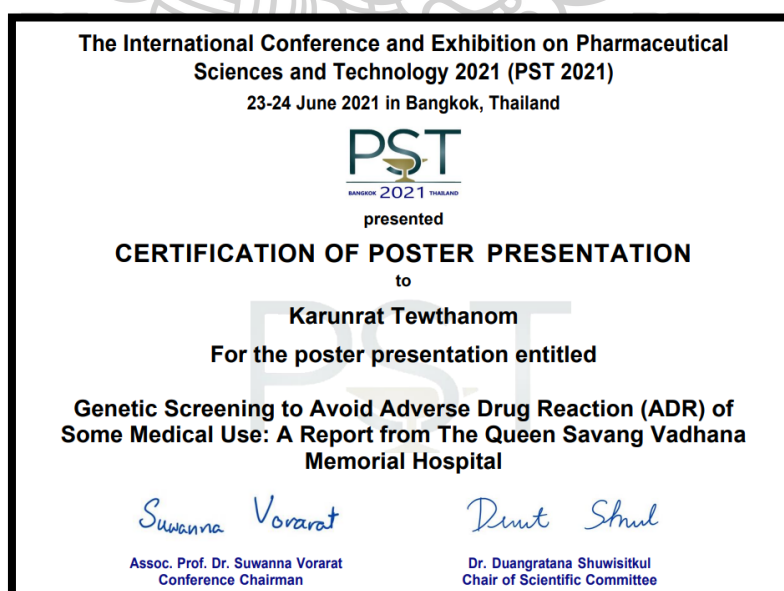 The International Conference and Exhibition on Pharmaceutical
Sciences and Technology 2021 (PST 2021)
23-24 June 2021 in Bangkok, Thailand
PST
BANGKOK 2021 THAILAND
presented
CERTIFICATION OF POSTER PRESENTATION
to
Karunrat Tewthanom
For the poster presentation entitled
PST
Genetic Screening to Avoid Adverse Drug Reaction (ADR) of
Some Medical Use: A Report from The Queen Savang Vadhana
Memorial Hospital
Suwanna Vorarat
Assoc. Prof. Dr. Suwanna Vorarat
Conference Chairman
Dr. Duangratana Shuwisitkul
Chair of Scientific Committee